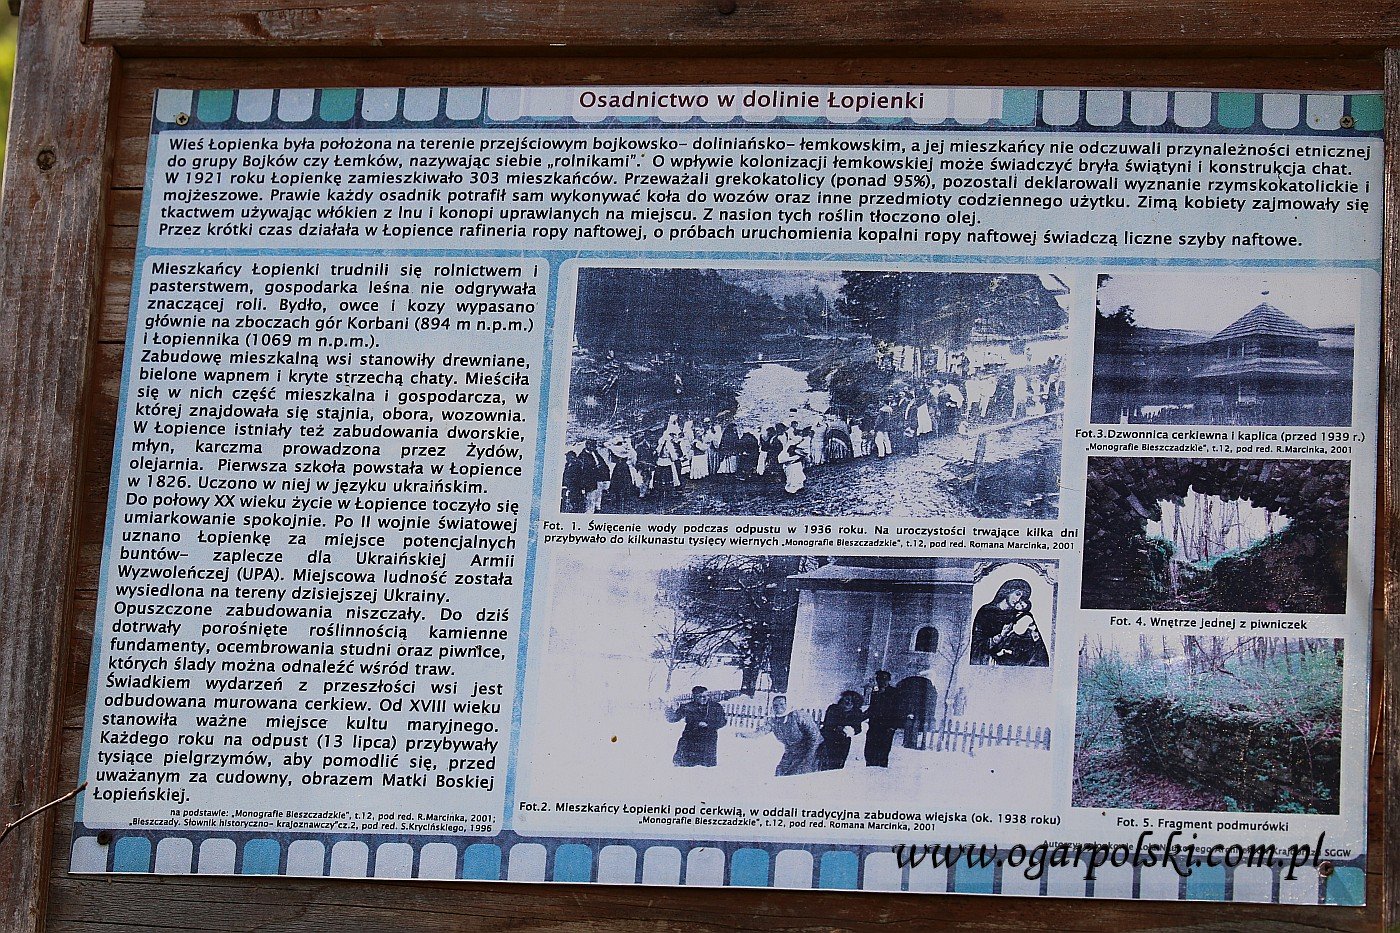 Osadnictwo w dolinie Łopienki
Wieś Łopienka była położona na terenie przejściowym bojkowsko- doliniańsko- łemkowskim, a jej mieszkańcy nie odczuwali przynależności etnicznej
do grupy Bojków czy Łemków, nazywając siebie „rolnikami". O wpływie kolonizacji łemkowskiej może świadczyć bryła świątyni i konstrukcja chat.
W 1921 roku Łopienkę zamieszkiwało 303 mieszkańców. Przeważali grekokatolicy (ponad 95%), pozostali deklarowali wyznanie rzymskokatolickie i
mojżeszowe. Prawie każdy osadnik potrafił sam wykonywać koła do wozów oraz inne przedmioty codziennego użytku. Zimą kobiety zajmowały się
tkactwem używając włókien z lnu i konopi uprawlanych na miejscu. Z nasion tych roślin tłoczono olej.
Przez krótki czas działała w Łopience rafineria ropy naftowej, o próbach uruchomienia kopalni ropy naftowej świadczą liczne szyby naftowe.
Mieszkańcy Łopienki trudnili się rolnictwem i
pasterstwem, gospodarka leśna nie odgrywała
znaczącej roli. Bydło, owce i kozy wypasano
głównie na zboczach gór Korbani (894 m n.p.m.)
i Łopiennika (1069 m n.p.m.).
Zabudowę mieszkalną wsi stanowiły drewniane,
bielone wapnem i kryte strzechą chaty. Mieściła
się w nich część mieszkalna i gospodarcza, w
której znajdowała się stajnia, obora, wozownia.
W Łopience istniały też zabudowania dworskie,
młyn, karczma prowadzona przez Żydów,
olejarnia. Pierwsza szkoła powstała w Łopience
w 1826. Uczono w niej w języku ukraińskim.
Do połowy XX wieku życie w Łopience toczyło się
umiarkowanie spokojnie. Po II wojnie światowej
uznano Łopienkę za miejsce potencjalnych
buntów- zaplecze dla Ukraińskiej Armii
Wyzwoleńczej (UPA). Miejscowa ludność została
wysiedlona na tereny dzisiejszej Ukrainy.
Opuszczone zabudowania niszczały. Do dziś
dotrwały porośnięte roślinnością kamienne
fundamenty, ocembrowania studni oraz piwnice,
których ślady można odnaleźć wśród traw.
Świadkiem wydarzeń z przeszłości wsi jest
odbudowana murowana cerkiew. Od XVIII wieku
stanowiła ważne miejsce kultu maryjnego.
Każdego roku na odpust (13 lipca) przybywały
tysiące pielgrzymów, aby pomodlić się, przed
uważanym za cudowny, obrazem Matki Boskiej
Łopieńskiej.
na podstawie: „Monografie Bieszczadzkie", t.12, pod red. R.Marcinka, 2001;
„Bieszczady. Słownik historyczno- krajoznawczy"cz.2, pod red. S.Krycińskiego, 1996
Fot. 1. Święcenie wody podczas odpustu w 1936 roku. Na uroczystości trwające kilka dni
przybywało do kilkunastu tysięcy wiernych „Monografie Bieszczadzkie", t.12, pod red. Romana Marcinka, 2001
Fot.2. Mieszkańcy Łopienki pod cerkwią, w oddali tradycyjna zabudowa wiejska (ok. 1938 roku)
„Monografie Bieszczadzkie", t.12, pod red. Romana Marcinka, 2001
Fot.3.Dzwonnica cerkiewna i kaplica (przed 1939 r.)
„Monografie Bieszczadzkie", t.12, pod red. R.Marcinka, 2001
Fot. 4. Wnętrze jednej z piwniczek
Fot. 5. Fragment podmurówki
SGGW
www.ogarpolski.com.pl